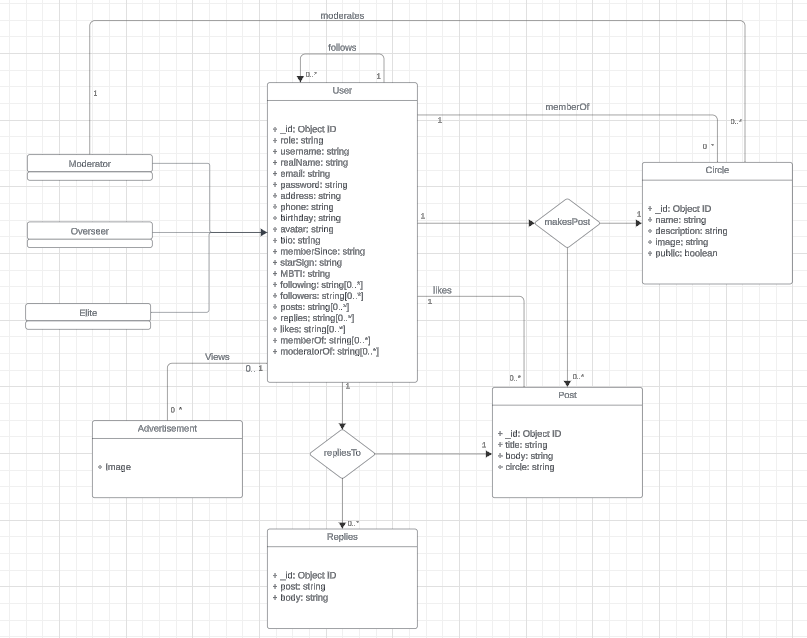 moderates
follows
0..*
1
User
+ _id: Object ID
+ role: string
+ username: string
+ realName: string
+ email: string
+ password: string
+ address: string
+ phone: string
+ birthday: string
+ avatar: string
+ bio: string
+ memberSince: string
+ starSign: string
+ MBTI: string
+ following: string[0..*]
+ followers: string[0..*]
+ posts: string[0..*]
+ replies: string[0..*]
+ likes: string[0..*]
+ memberOf: string[0..*]
+ moderatorOf: string[0..*]
1
Moderator
Overseer
Elite
memberOf
1
0..*
0 *
Circle
+ _id: Object ID
+ name: string
+ description: string
+ image: string
+ public: boolean
1
makesPost
1
likes
1
0..*
0..*
Views
0.. 1
0 *
Advertisement
+ Image
Post
+ _id: Object ID
+ title: string
+ body: string
+ circle: string
1
repliesTo
1
0..*
Replies
+ _id: Object ID
+ post: string
+ body: string